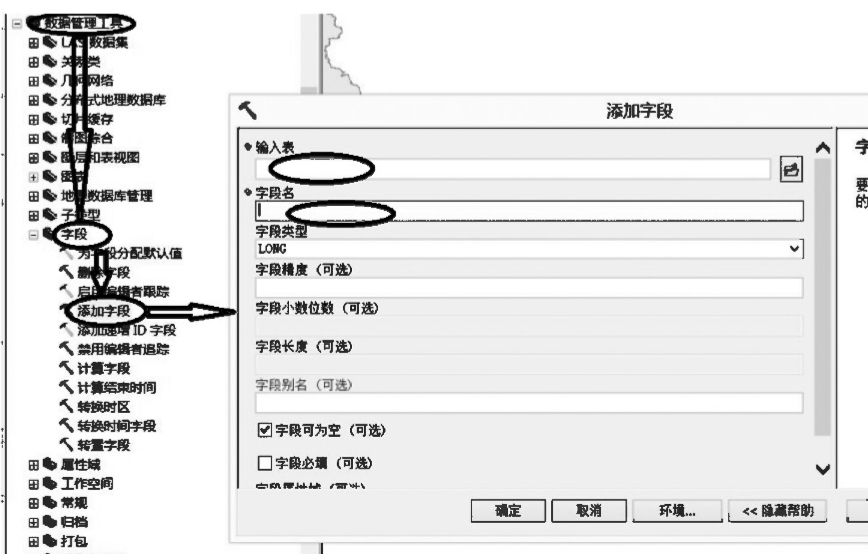 数据管理工具
LAS 数据集
关系类
几何网络
分布式地理数据库
切片缓存
制图综合
图层和表视图
图表
地理数据库管理
子类型
字段
为字段分配默认值
删除字段
启用编辑者跟踪
添加字段
添加递增 ID 字段
禁用编辑者追踪
计算字段
计算结束时间
转换时区
转换时间字段
转置字段
属性域
工作空间
常规
归档
打包
添加字段
输入表
字段名
字段类型
LONG
字段精度（可选）
字段小数位数（可选）
字段长度（可选）
字段别名（可选）
字段可为空（可选）
字段必填（可选）
字段属性域（可选）
确定
取消
环境...
<< 隐藏帮助
字
要
的